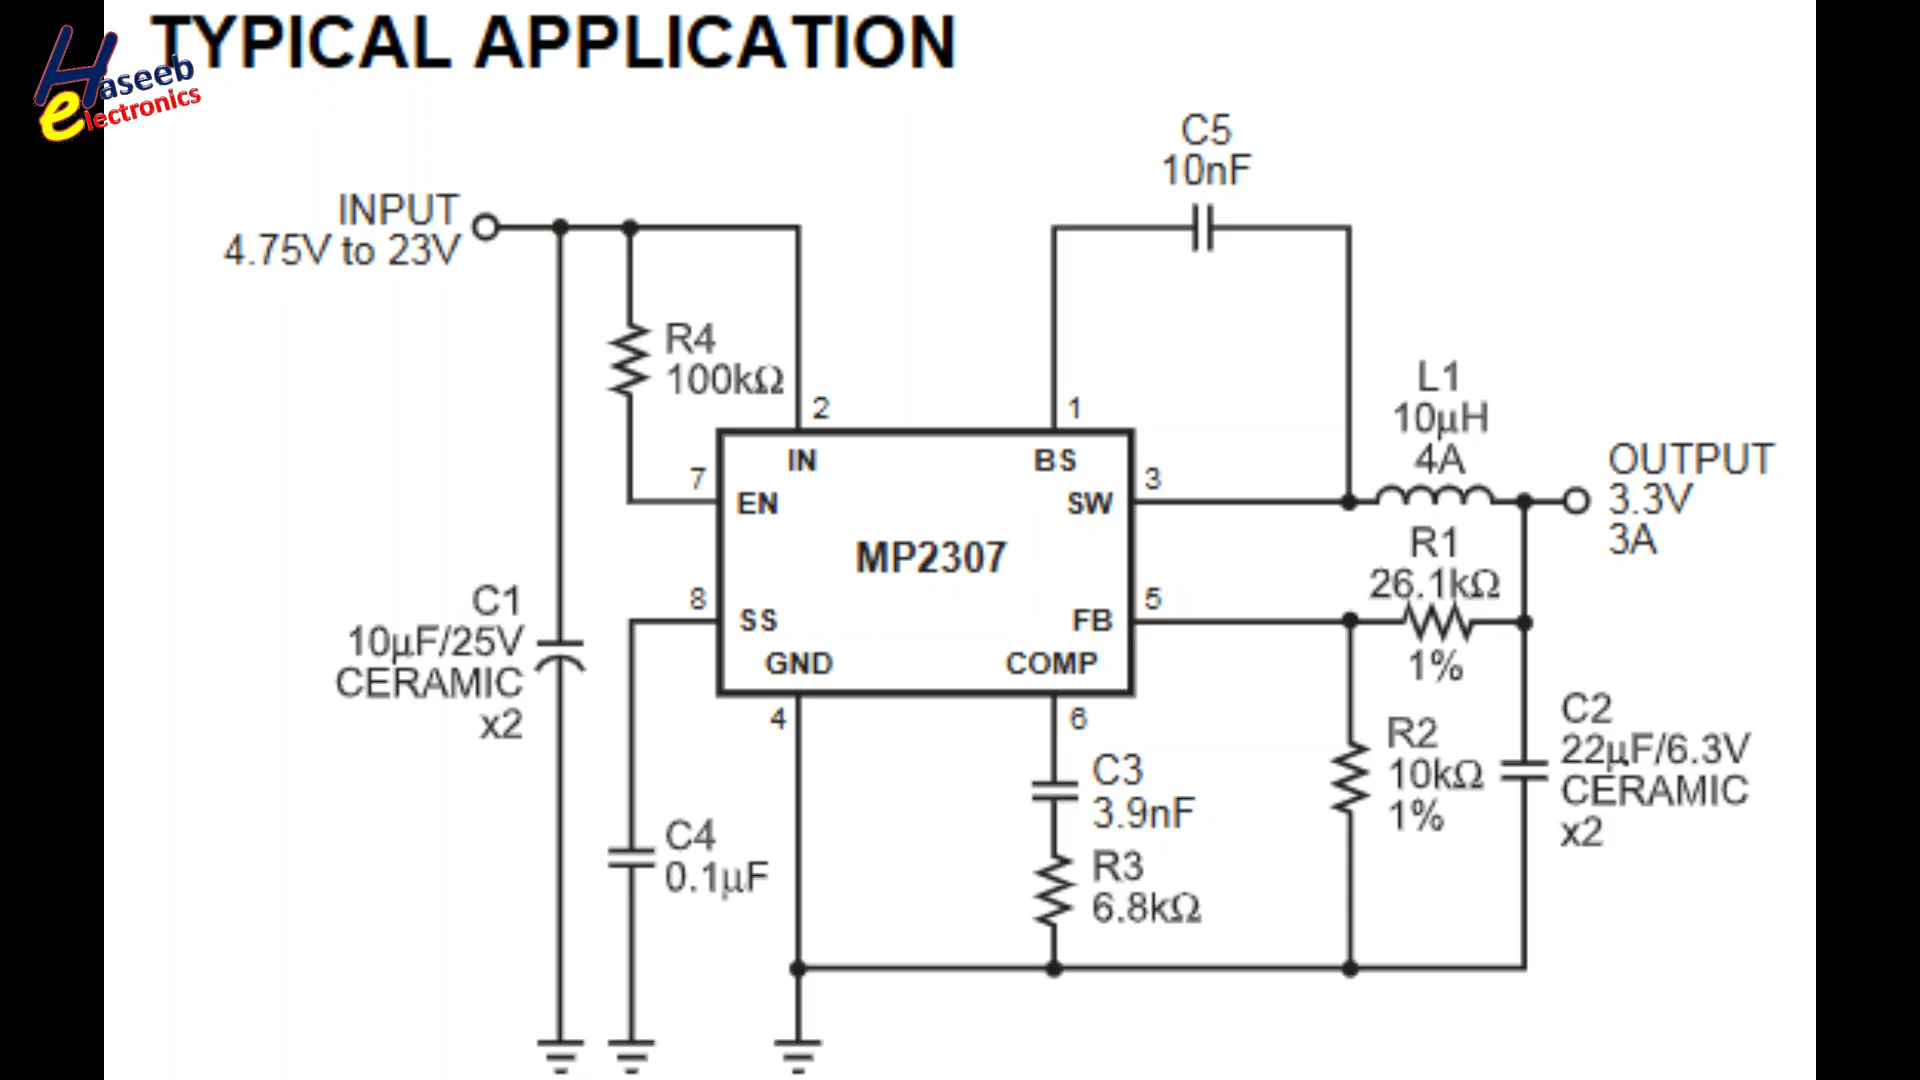 TYPICAL APPLICATION
Haseeb
electronics
C5
10nF
INPUT
4.75V to 23V
R4
100kΩ
2
1
L1
10µH
4A
IN
BS
7
EN
SW
3
OUTPUT
3.3V
3A
MP2307
R1
26.1kΩ
1%
8
SS
FB
5
GND
COMP
C1
10µF/25V
CERAMIC
x2
4
6
C2
22µF/6.3V
CERAMIC
x2
R2
10kΩ
1%
C3
3.9nF
C4
0.1µF
R3
6.8kΩ